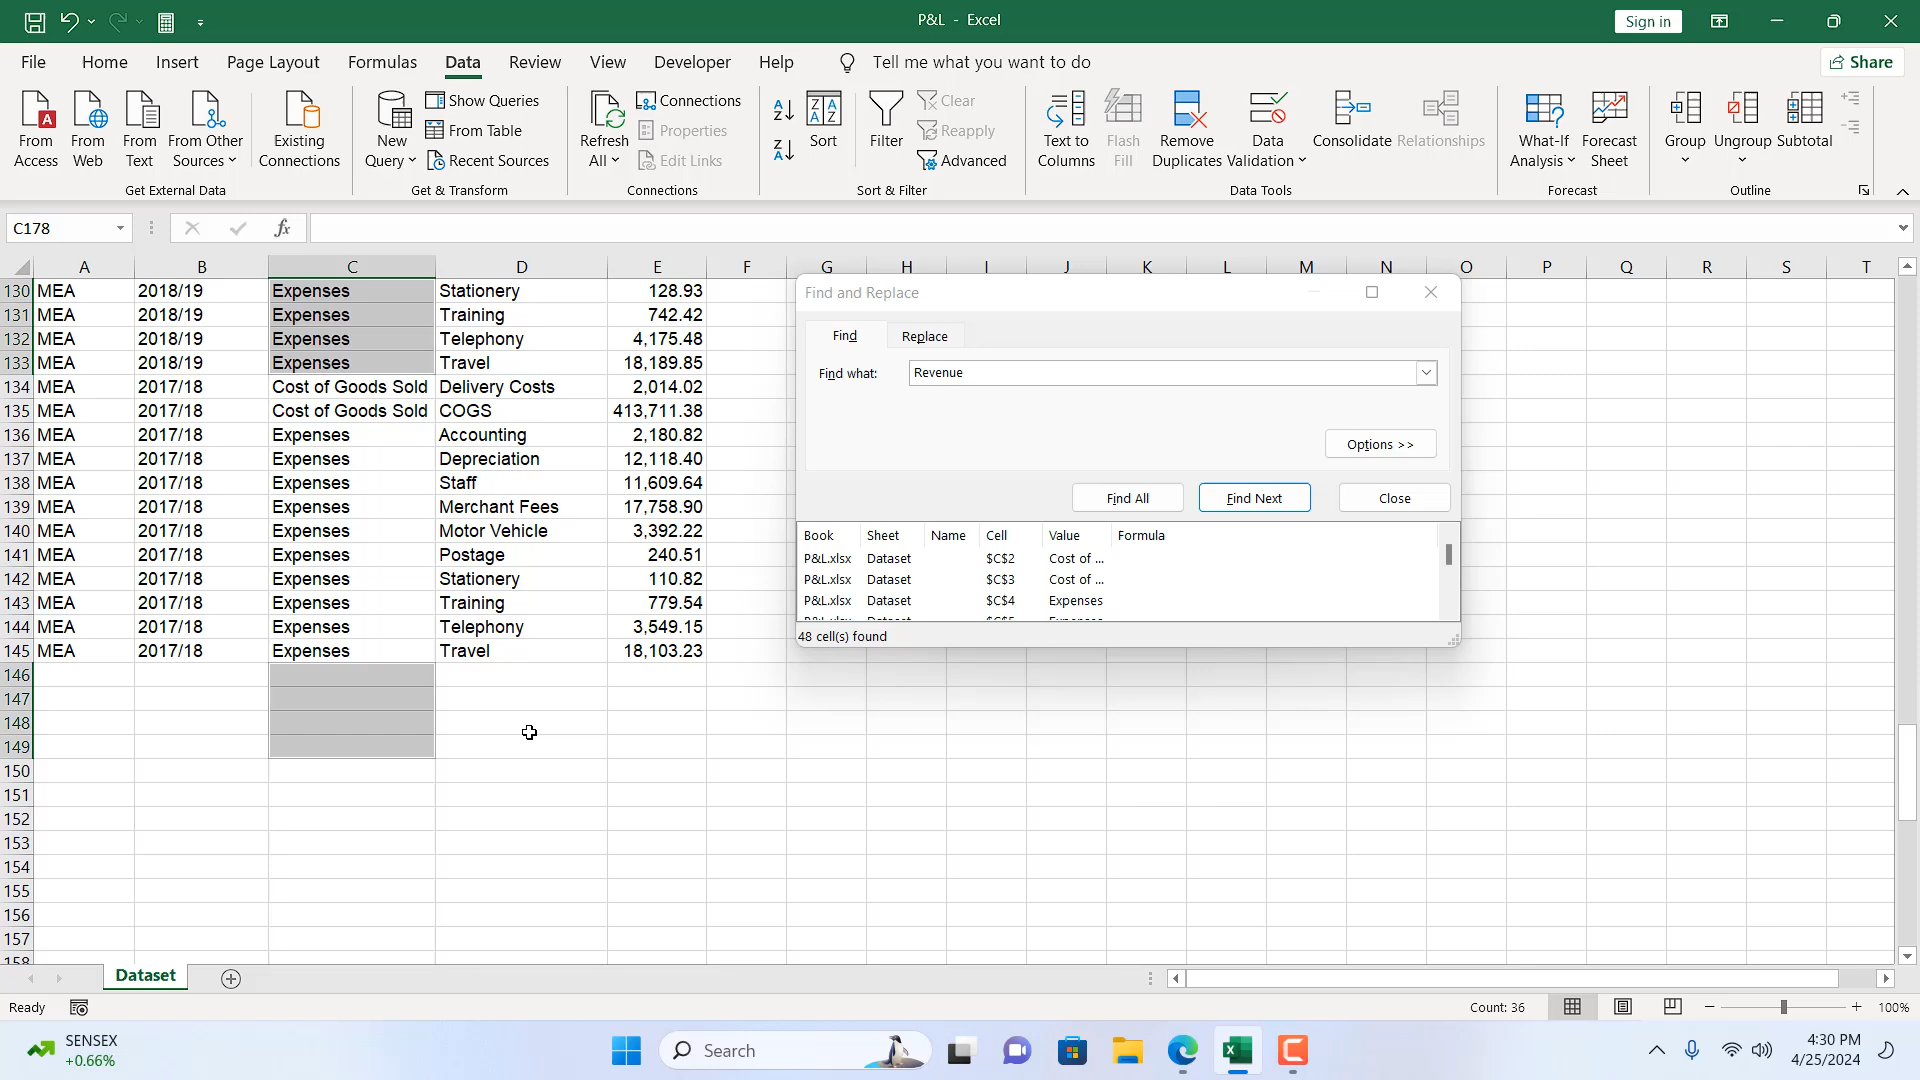 P&L - Excel
Sign in
File Home Insert Page Layout Formulas Data Review View Developer Help Tell me what you want to do Share
From Access
From Web
From Text
From Other Sources
Existing Connections
Get External Data
New Query
Show Queries
From Table
Recent Sources
Get & Transform
Refresh All
Connections
Properties
Edit Links
Connections
Sort
Filter
Clear
Reapply
Advanced
Sort & Filter
Text to Columns
Flash Fill
Remove Duplicates
Data Validation
Consolidate
Relationships
Data Tools
What-If Analysis
Forecast Sheet
Forecast
Group
Ungroup
Subtotal
Outline
C178
fx
A B C D E F G H I J K L M N O P Q R S T
130 MEA 2018/19 Expenses Stationery 128.93
131 MEA 2018/19 Expenses Training 742.42
132 MEA 2018/19 Expenses Telephony 4,175.48
133 MEA 2018/19 Expenses Travel 18,189.85
134 MEA 2017/18 Cost of Goods Sold Delivery Costs 2,014.02
135 MEA 2017/18 Cost of Goods Sold COGS 413,711.38
136 MEA 2017/18 Expenses Accounting 2,180.82
137 MEA 2017/18 Expenses Depreciation 12,118.40
138 MEA 2017/18 Expenses Staff 11,609.64
139 MEA 2017/18 Expenses Merchant Fees 17,758.90
140 MEA 2017/18 Expenses Motor Vehicle 3,392.22
141 MEA 2017/18 Expenses Postage 240.51
142 MEA 2017/18 Expenses Stationery 110.82
143 MEA 2017/18 Expenses Training 779.54
144 MEA 2017/18 Expenses Telephony 3,549.15
145 MEA 2017/18 Expenses Travel 18,103.23
146
147
148
149
150
151
152
153
154
155
156
157
158
Find and Replace
Find Replace
Find what: Revenue
Options >>
Find All Find Next Close
Book Sheet Name Cell Value Formula
P&L.xlsx Dataset $C$2 Cost of ...
P&L.xlsx Dataset $C$3 Cost of ...
P&L.xlsx Dataset $C$4 Expenses
P&L.xlsx Dataset $C$5 Expenses
48 cell(s) found
Dataset
Ready
Count: 36
100%
SENSEX
+0.66%
Search
4:30 PM
4/25/2024